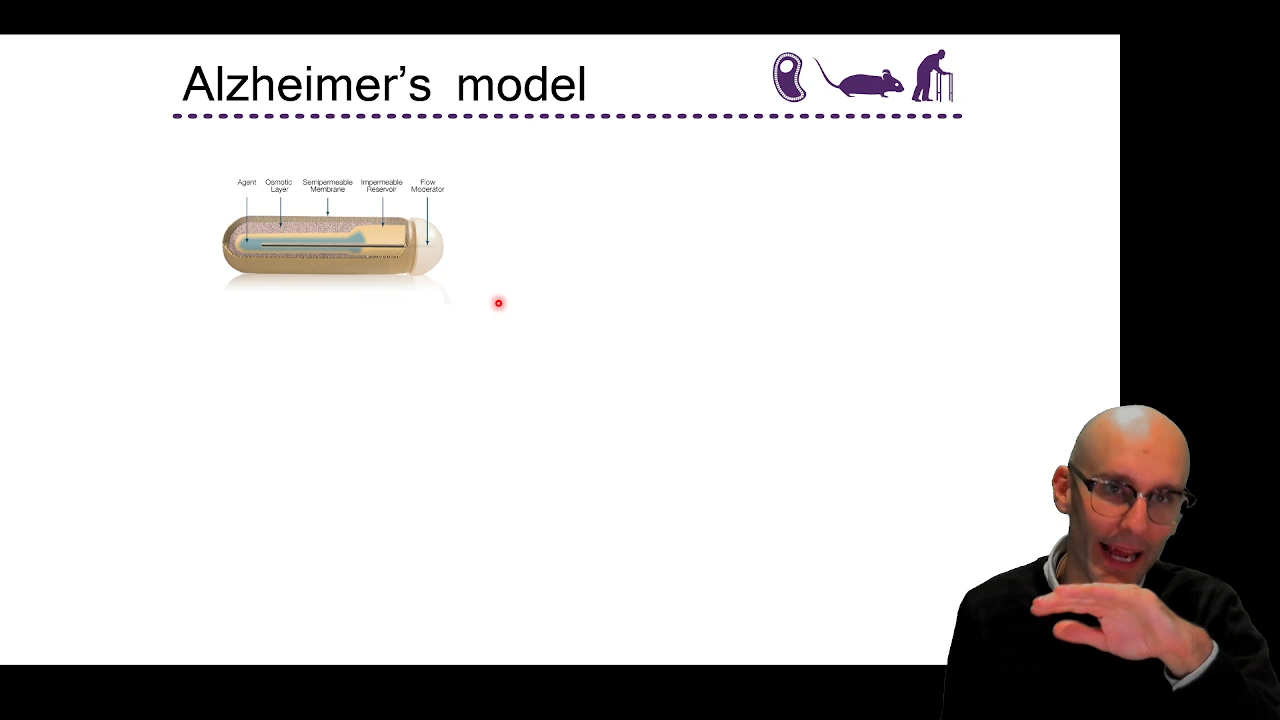 Alzheimer's model
Agent Osmotic Semipermeable Impermeable Flow
Layer Membrane Reservoir Moderator